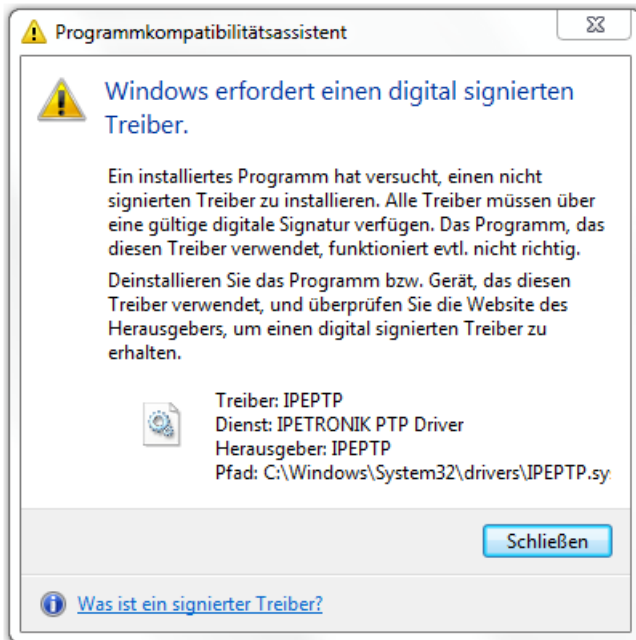 Programmkompatibilitätsassistent
Windows erfordert einen digital signierten
Treiber.
Ein installiertes Programm hat versucht, einen nicht
signierten Treiber zu installieren. Alle Treiber müssen über
eine gültige digitale Signatur verfügen. Das Programm, das
diesen Treiber verwendet, funktioniert evtl. nicht richtig.
Deinstallieren Sie das Programm bzw. Gerät, das diesen
Treiber verwendet, und überprüfen Sie die Website des
Herausgebers, um einen digital signierten Treiber zu
erhalten.
Treiber: IPEPTP
Dienst: IPETRONIK PTP Driver
Herausgeber: IPEPTP
Pfad: C:\Windows\System32\drivers\IPEPTP.sy
Schließen
Was ist ein signierter Treiber?